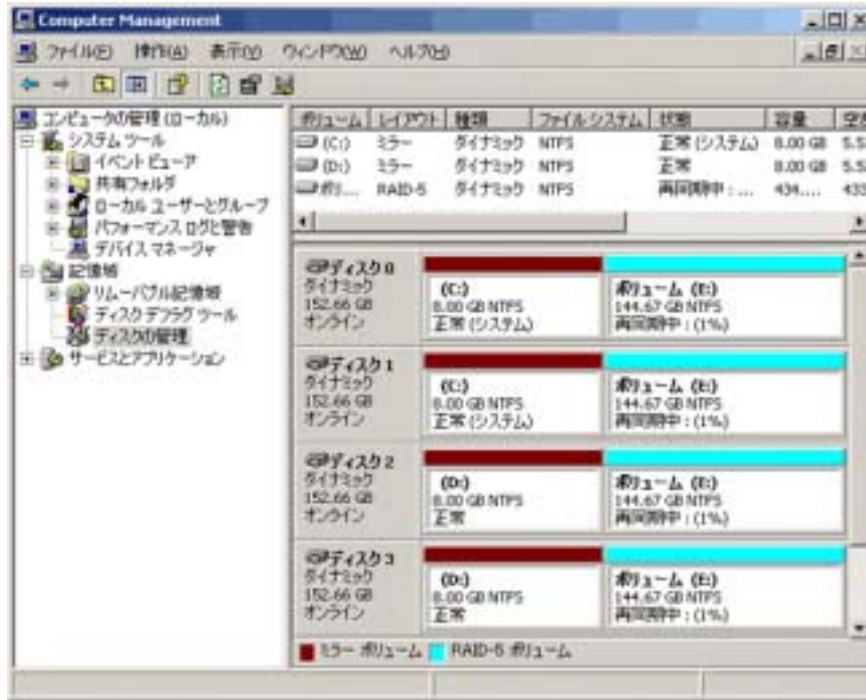 Computer Management
ファイル(F) 操作(A) 表示(V) ウィンドウ(W) ヘルプ(H)
コンピュータの管理 (ローカル)
システム ツール
イベント ビューア
共有フォルダ
ローカル ユーザーとグループ
パフォーマンス ログと警告
デバイス マネージャ
記憶域
リムーバブル記憶域
ディスク デフラグ ツール
ディスクの管理
サービスとアプリケーション
ボリューム レイアウト 種類 ファイル システム 状態 容量
(C:) ミラー ダイナミック NTFS 正常 (システム) 8.00 GB
(D:) ミラー ダイナミック NTFS 正常 8.00 GB
ボリ... RAID-5 ダイナミック NTFS 再同期中 : ... 434....
ディスク 0
ダイナミック
152.66 GB
オンライン
(C:)
8.00 GB NTFS
正常 (システム)
ボリューム (E:)
144.67 GB NTFS
再同期中 : (1%)
ディスク 1
ダイナミック
152.66 GB
オンライン
(C:)
8.00 GB NTFS
正常 (システム)
ボリューム (E:)
144.67 GB NTFS
再同期中 : (1%)
ディスク 2
ダイナミック
152.66 GB
オンライン
(D:)
8.00 GB NTFS
正常
ボリューム (E:)
144.67 GB NTFS
再同期中 : (1%)
ディスク 3
ダイナミック
152.66 GB
オンライン
(D:)
8.00 GB NTFS
正常
ボリューム (E:)
144.67 GB NTFS
再同期中 : (1%)
ミラー ボリューム RAID-5 ボリューム